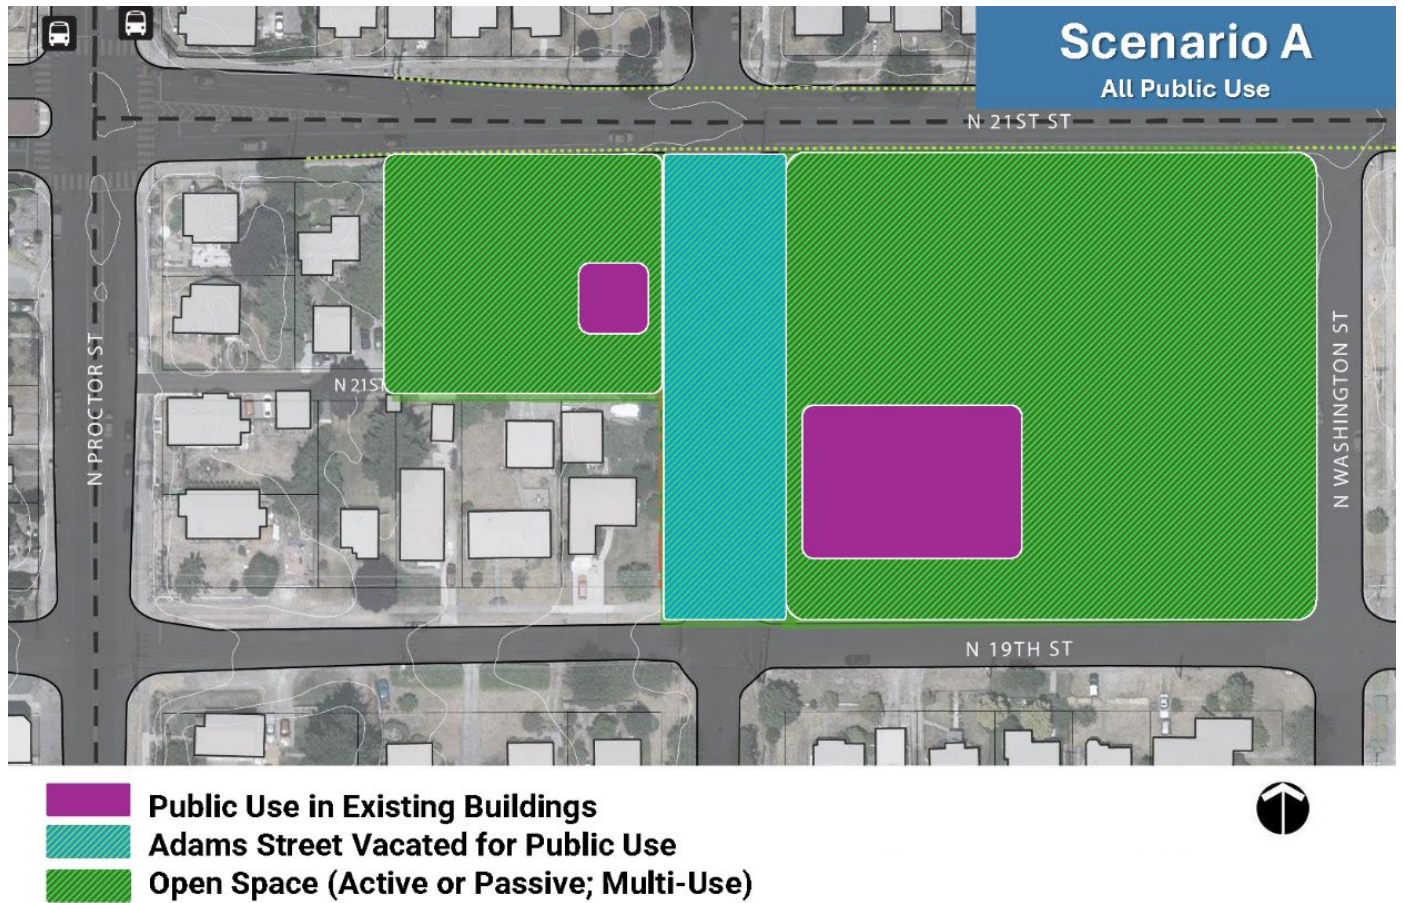 Scenario A
All Public Use
N 21ST ST
N PROCTOR ST
N 21ST
N WASHINGTON ST
N 19TH ST
Public Use in Existing Buildings
Adams Street Vacated for Public Use
Open Space (Active or Passive; Multi-Use)